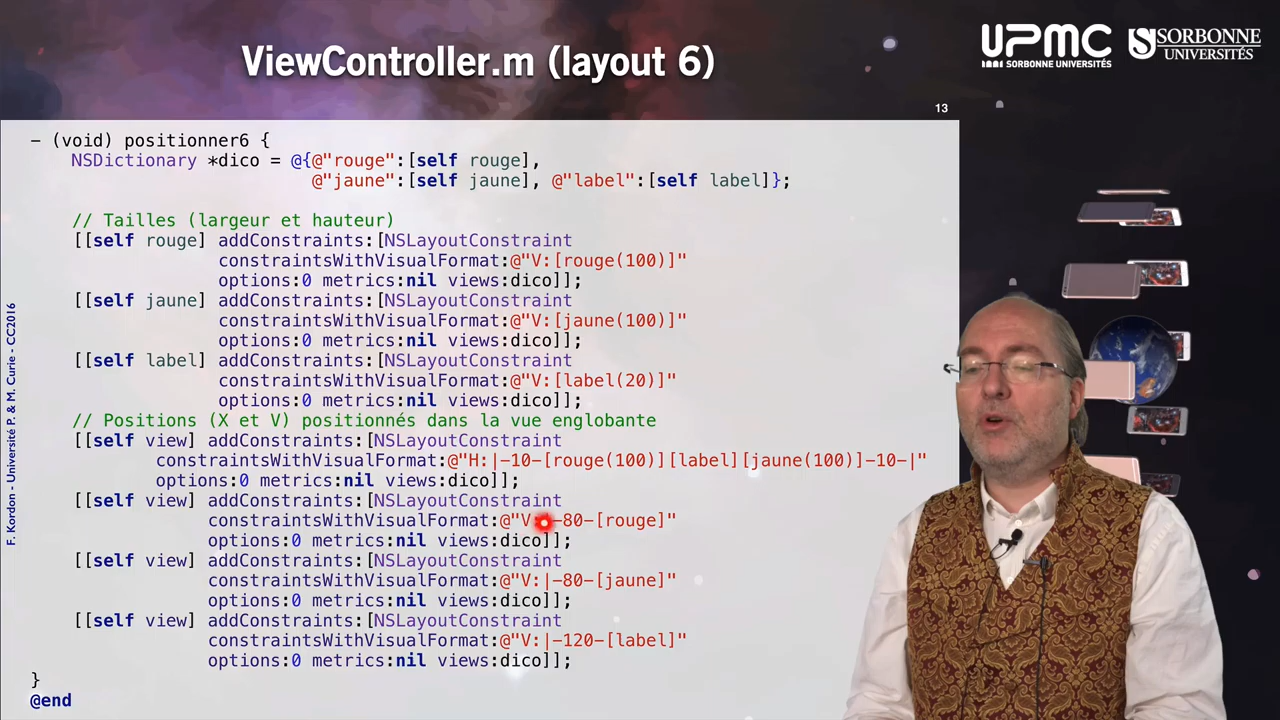 ViewController.m (layout 6)
UPMC
SORBONNE UNIVERSITÉS
SORBONNE
UNIVERSITÉS
13
– (void) positionner6 {
NSDictionary *dico = @{@"rouge":[self rouge],
@"jaune":[self jaune], @"label":[self label]};
// Tailles (largeur et hauteur)
[[self rouge] addConstraints:[NSLayoutConstraint
constraintsWithVisualFormat:@"V:[rouge(100)]"
options:0 metrics:nil views:dico]];
[[self jaune] addConstraints:[NSLayoutConstraint
constraintsWithVisualFormat:@"V:[jaune(100)]"
options:0 metrics:nil views:dico]];
[[self label] addConstraints:[NSLayoutConstraint
constraintsWithVisualFormat:@"V:[label(20)]"
options:0 metrics:nil views:dico]];
// Positions (X et V) positionnés dans la vue englobante
[[self view] addConstraints:[NSLayoutConstraint
constraintsWithVisualFormat:@"H:|-10-[rouge(100)][label][jaune(100)]-10-|"
options:0 metrics:nil views:dico]];
[[self view] addConstraints:[NSLayoutConstraint
constraintsWithVisualFormat:@"V:|-80-[rouge]"
options:0 metrics:nil views:dico]];
[[self view] addConstraints:[NSLayoutConstraint
constraintsWithVisualFormat:@"V:|-80-[jaune]"
options:0 metrics:nil views:dico]];
[[self view] addConstraints:[NSLayoutConstraint
constraintsWithVisualFormat:@"V:|-120-[label]"
options:0 metrics:nil views:dico]];
}
@end
F. Kordon - Université P. & M. Curie - CC2016